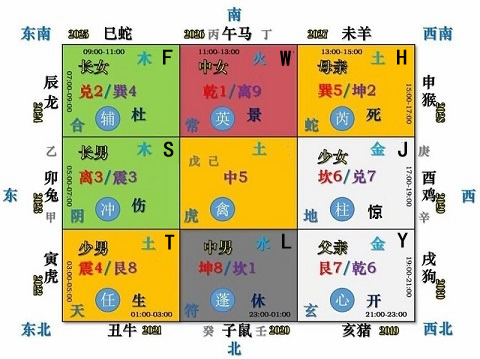 南
东南 2025 巳蛇 2026 丙 午马 丁 2027 未羊 西南
09:00-11:00 木 F
长女
兑2/巽4
辅 杜
合
11:00-13:00 火 W
中女
乾1/离9
英 景
常
13:00-15:00 土 H
母亲
巽5/坤2
芮 死
蛇
辰龙
2024
07:00-09:00
申猴
2028
15:00-17:00
木 S
长男
离3/震3
冲 伤
阴
土
戊己
中5
禽
虎
金 J
少女
坎6/兑7
柱 惊
地
东
乙
卯兔
甲
2023
05:00-07:00
庚
酉鸡
辛
17:00-19:00
西
土 T
少男
震4/艮8
任 生
天
01:00-03:00
水 L
中男
坤8/坎1
蓬 休
符
23:00-01:00
金 Y
父亲
艮7/乾6
心 开
玄
21:00-23:00
寅虎
2022
03:00-05:00
戌狗
19:00-21:00
东北 丑牛 2021 癸 子鼠 壬 2020 亥猪 2019 西北
北